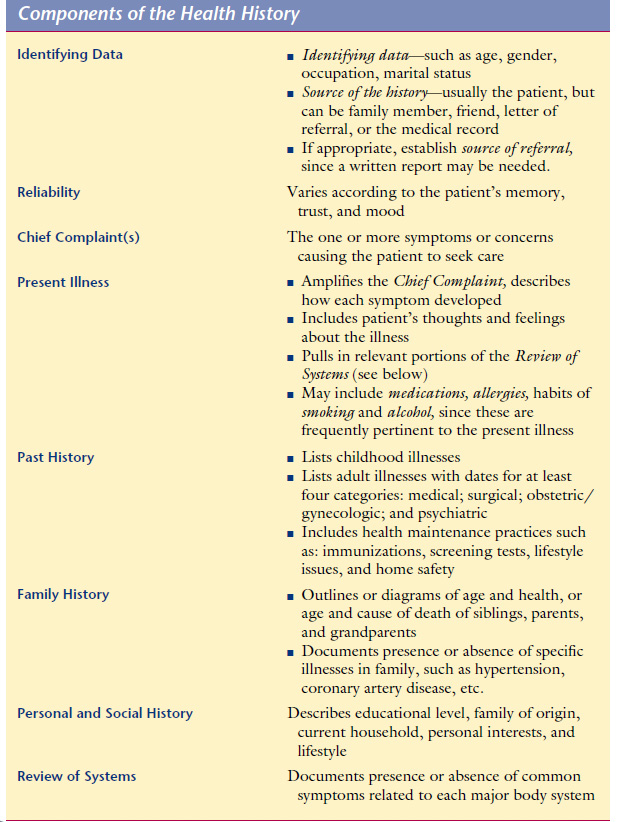 Components of the Health History
Identifying Data
■ Identifying data—such as age, gender,
occupation, marital status
■ Source of the history—usually the patient, but
can be family member, friend, letter of
referral, or the medical record
■ If appropriate, establish source of referral,
since a written report may be needed.
Reliability
Varies according to the patient's memory,
trust, and mood
Chief Complaint(s)
The one or more symptoms or concerns
causing the patient to seek care
Present Illness
■ Amplifies the Chief Complaint, describes
how each symptom developed
■ Includes patient's thoughts and feelings
about the illness
■ Pulls in relevant portions of the Review of
Systems (see below)
■ May include medications, allergies, habits of
smoking and alcohol, since these are
frequently pertinent to the present illness
Past History
■ Lists childhood illnesses
■ Lists adult illnesses with dates for at least
four categories: medical; surgical; obstetric/
gynecologic; and psychiatric
■ Includes health maintenance practices such
as: immunizations, screening tests, lifestyle
issues, and home safety
Family History
■ Outlines or diagrams of age and health, or
age and cause of death of siblings, parents,
and grandparents
■ Documents presence or absence of specific
illnesses in family, such as hypertension,
coronary artery disease, etc.
Personal and Social History
Describes educational level, family of origin,
current household, personal interests, and
lifestyle
Review of Systems
Documents presence or absence of common
symptoms related to each major body system